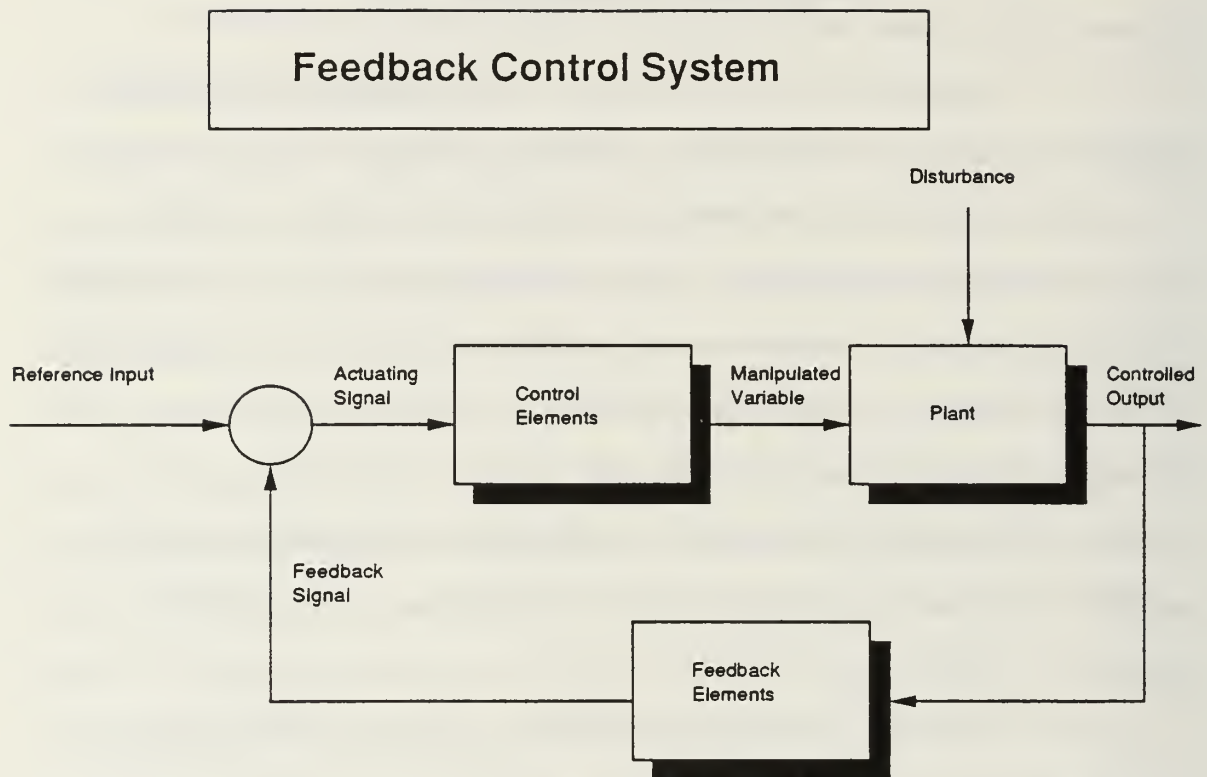 Feedback Control System
Disturbance
Reference Input
Actuating
Signal
Control
Elements
Manipulated
Variable
Plant
Controlled
Output
Feedback
Signal
Feedback
Elements